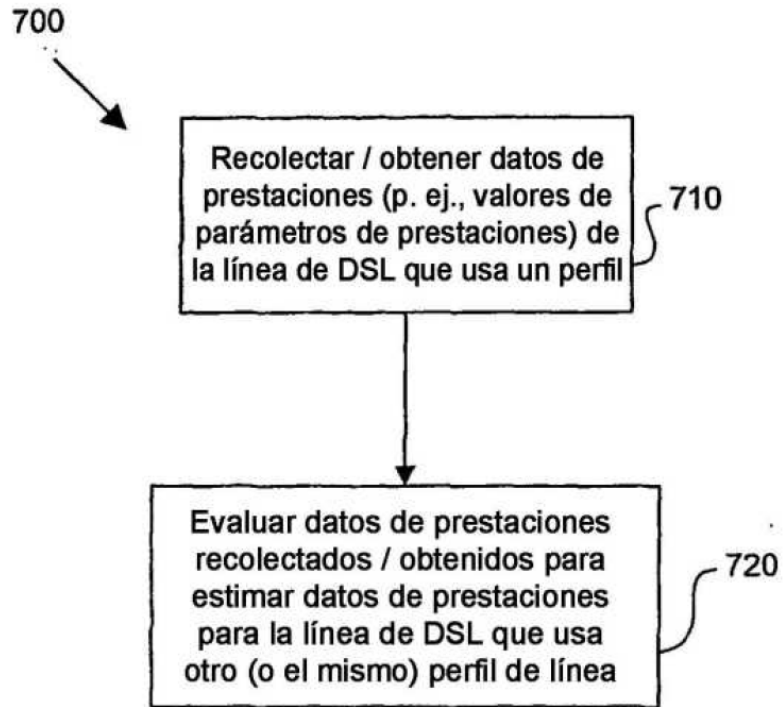 700
Recolectar / obtener datos de
prestaciones (p. ej., valores de
parámetros de prestaciones) de
la línea de DSL que usa un perfil
710
Evaluar datos de prestaciones
recolectados / obtenidos para
estimar datos de prestaciones
para la línea de DSL que usa
otro (o el mismo) perfil de línea
720